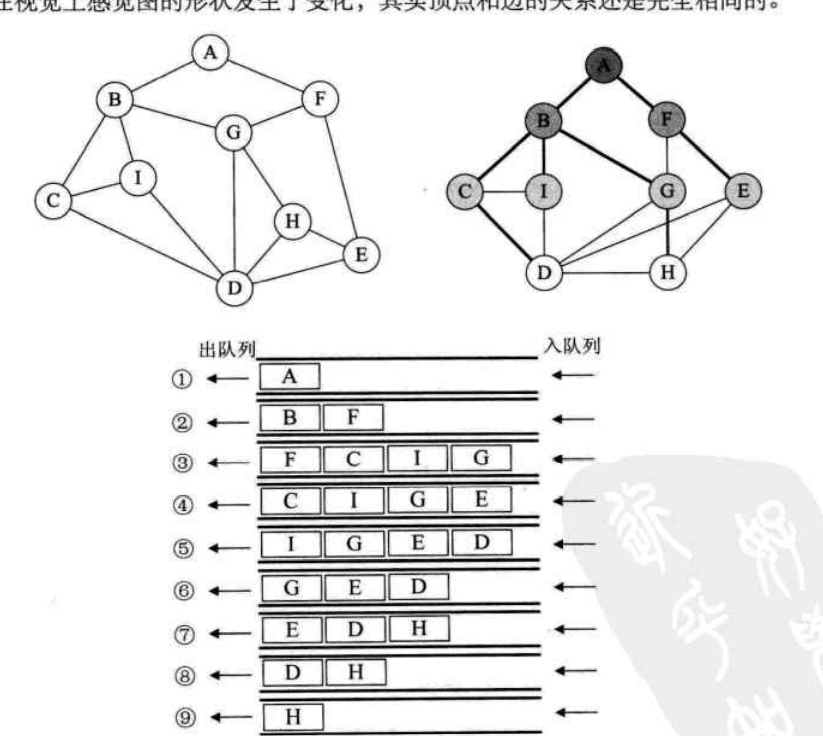 在视觉上感觉图的形状发生了变化，其实顶点和边的关系还是完全相同的。
A
B
F
G
I
C
H
E
D
A
B
F
C
I
G
E
D
H
出队列 入队列
① A
② B F
③ F C I G
④ C I G E
⑤ I G E D
⑥ G E D
⑦ E D H
⑧ D H
⑨ H